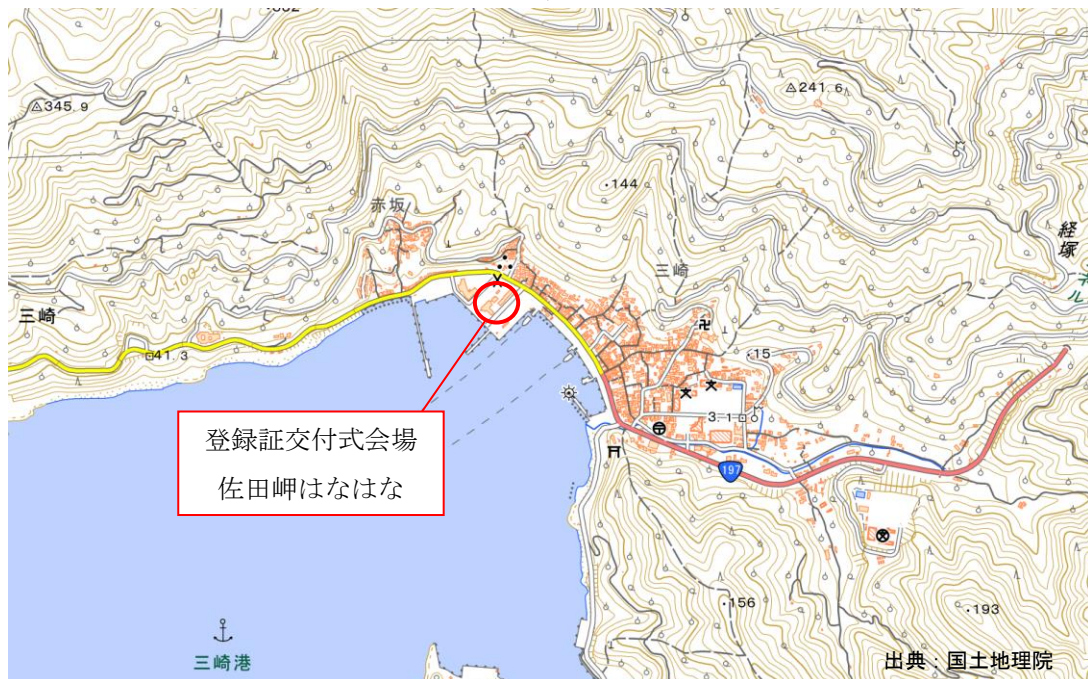 345.9
241.6
144
赤坂
経塚
三崎
ネル
三崎
41.3
15
3.1
登録証交付式会場
佐田岬はなはな
197
156
193
三崎港
出典：国土地理院